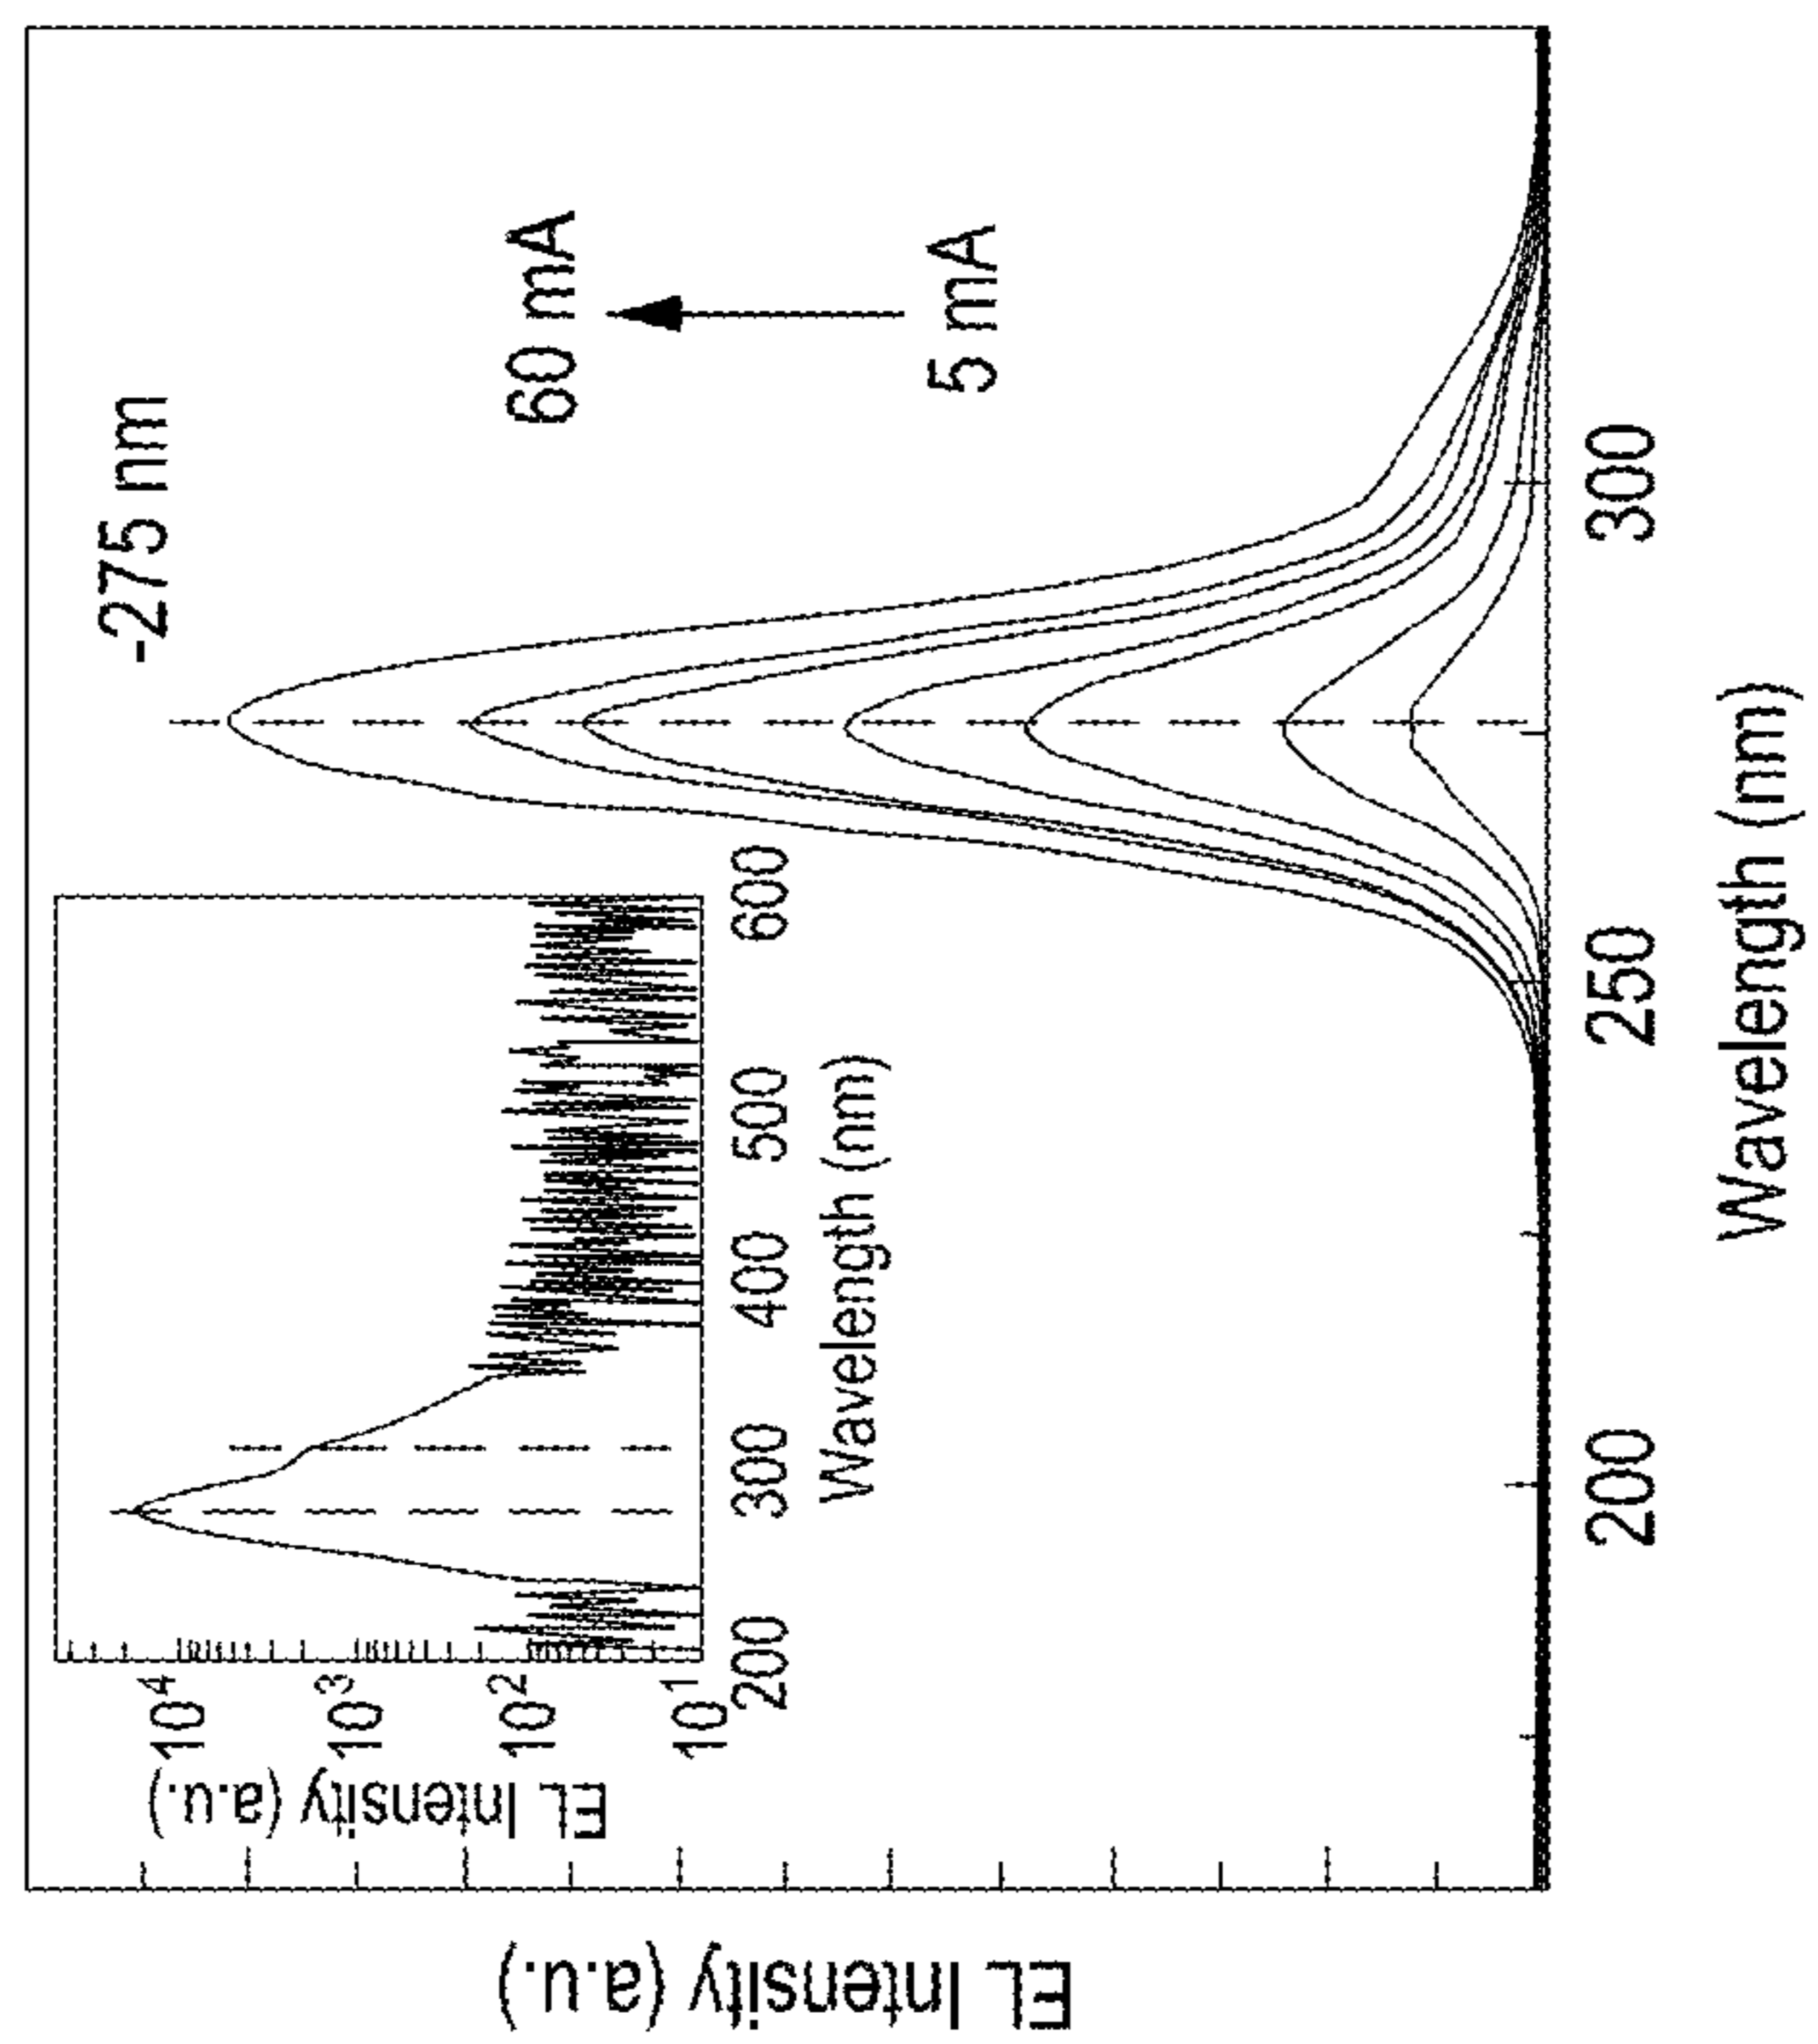 -275 nm
60 mA
5 mA
EL Intensity (a.u.)
10⁴
10³
10²
10¹
200 300 400 500 600
Wavelength (nm)
EL Intensity (a.u.)
200 250 300
Wavelength (nm)